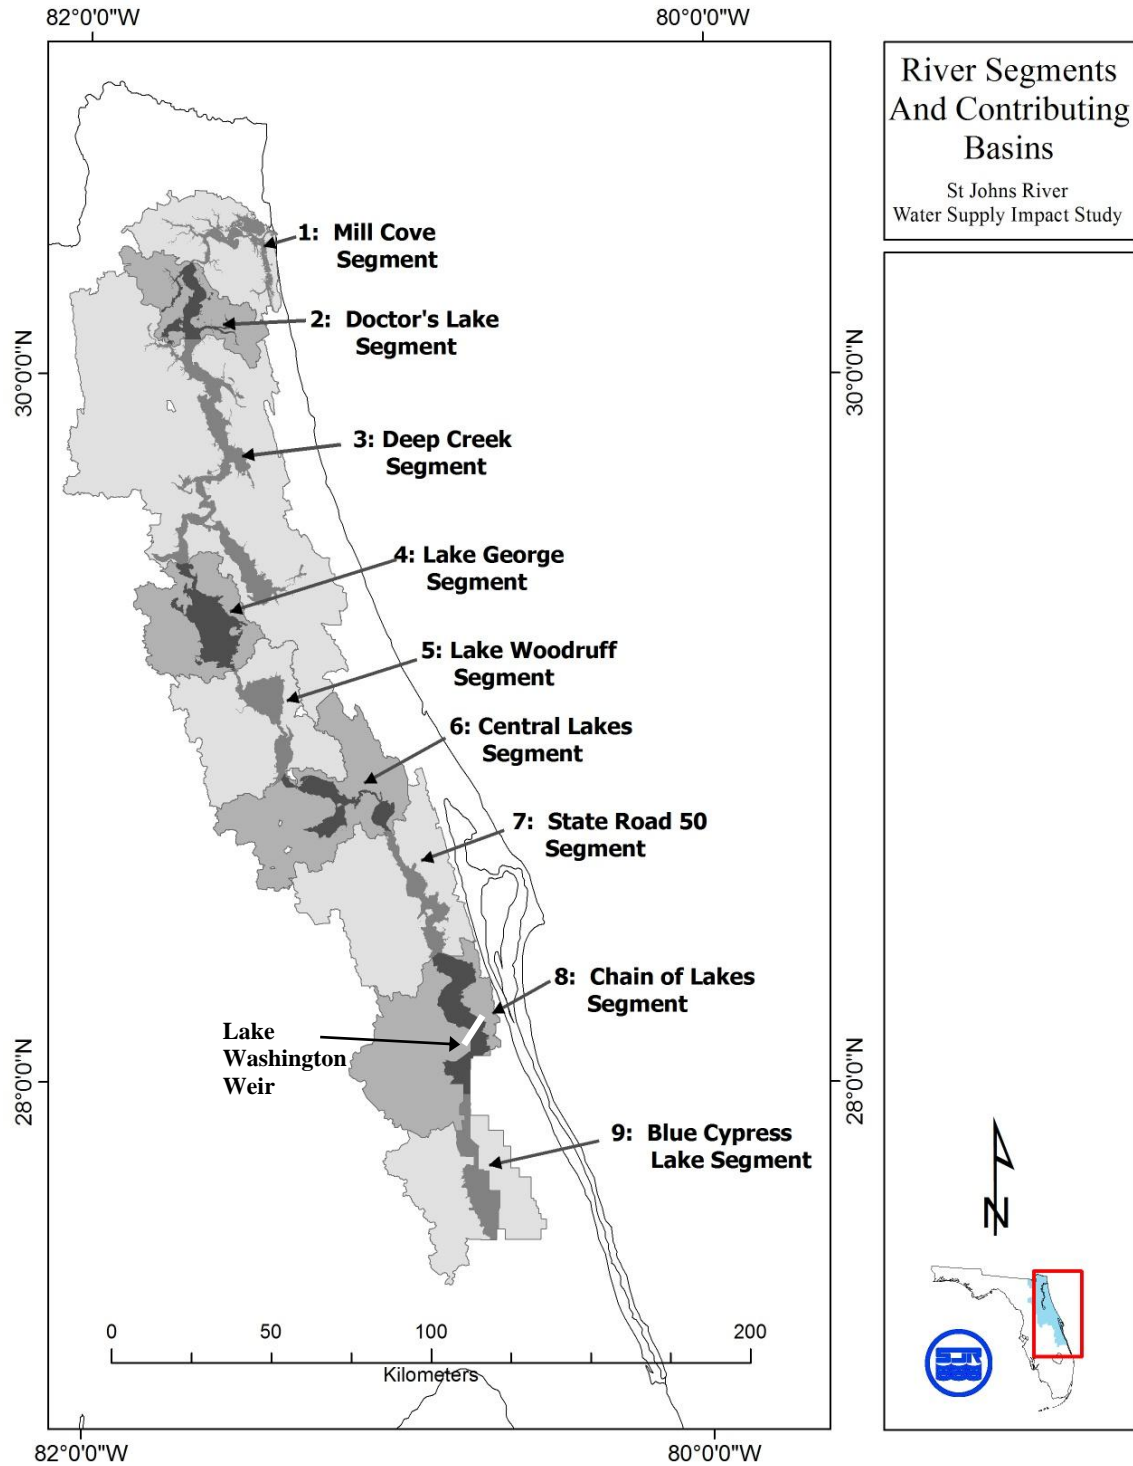 82°0'0"W
80°0'0"W
River Segments
And Contributing
Basins
St Johns River
Water Supply Impact Study
1: Mill Cove
Segment
2: Doctor's Lake
Segment
30°0'0"N
30°0'0"N
3: Deep Creek
Segment
4: Lake George
Segment
5: Lake Woodruff
Segment
6: Central Lakes
Segment
7: State Road 50
Segment
8: Chain of Lakes
Segment
Lake
Washington
Weir
28°0'0"N
28°0'0"N
9: Blue Cypress
Lake Segment
N
0 50 100 200
Kilometers
82°0'0"W
80°0'0"W